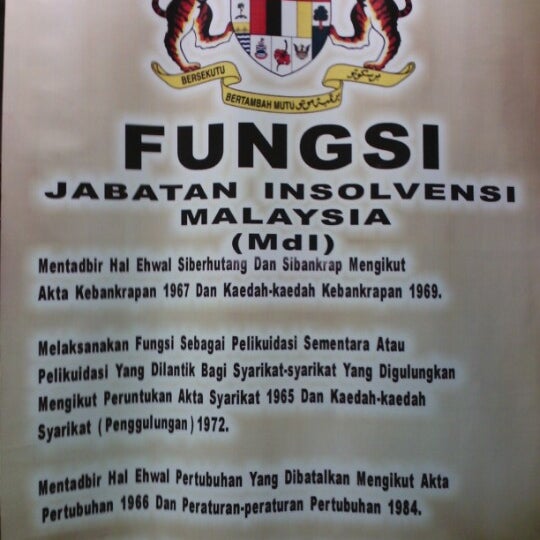 BERSEKUTU
BERTAMBAH MUTU
FUNGSI
JABATAN INSOLVENSI
MALAYSIA
(MdI)
Mentadbir Hal Ehwal Siberhutang Dan Sibankrap Mengikut
Akta Kebankrapan 1967 Dan Kaedah-kaedah Kebankrapan 1969.
Melaksanakan Fungsi Sebagai Pelikuidasi Sementara Atau
Pelikuidasi Yang Dilantik Bagi Syarikat-syarikat Yang Digulungkan
Mengikut Peruntukan Akta Syarikat 1965 Dan Kaedah-kaedah
Syarikat (Penggulungan) 1972.
Mentadbir Hal Ehwal Pertubuhan Yang Dibatalkan Mengikut Akta
Pertubuhan 1966 Dan Peraturan-peraturan Pertubuhan 1984.